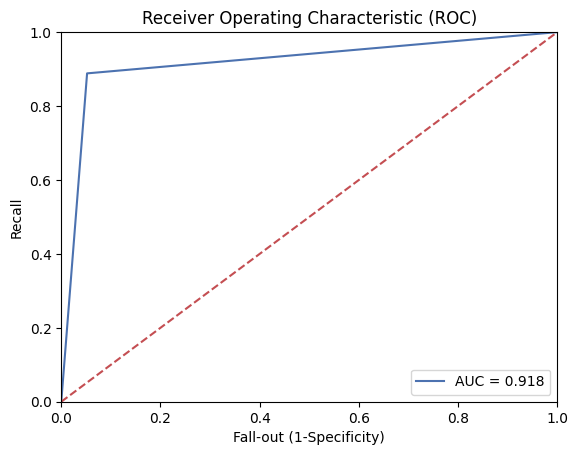 Receiver Operating Characteristic (ROC)
1.0
0.8
0.6
0.4
0.2
0.0
Recall
AUC = 0.918
0.0 0.2 0.4 0.6 0.8 1.0
Fall-out (1-Specificity)